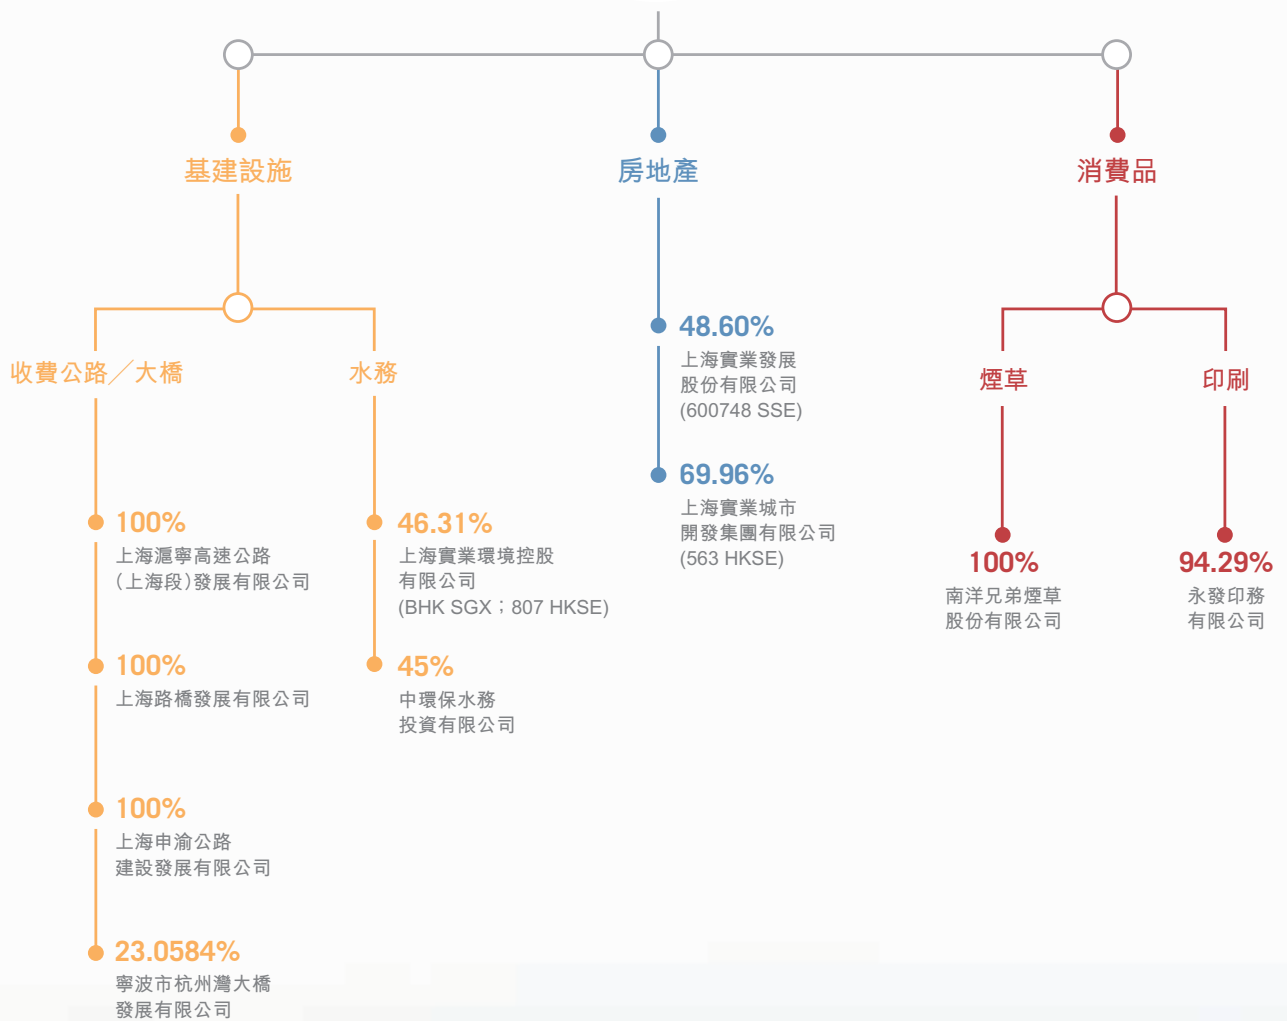 基建設施
房地產
消費品
收費公路╱大橋
水務
煙草
印刷
100%
上海滬寧高速公路
(上海段)發展有限公司
100%
上海路橋發展有限公司
100%
上海申渝公路
建設發展有限公司
23.0584%
寧波市杭州灣大橋
發展有限公司
46.31%
上海實業環境控股
有限公司
(BHK SGX；807 HKSE)
45%
中環保水務
投資有限公司
48.60%
上海實業發展
股份有限公司
(600748 SSE)
69.96%
上海實業城市
開發集團有限公司
(563 HKSE)
100%
南洋兄弟煙草
股份有限公司
94.29%
永發印務
有限公司